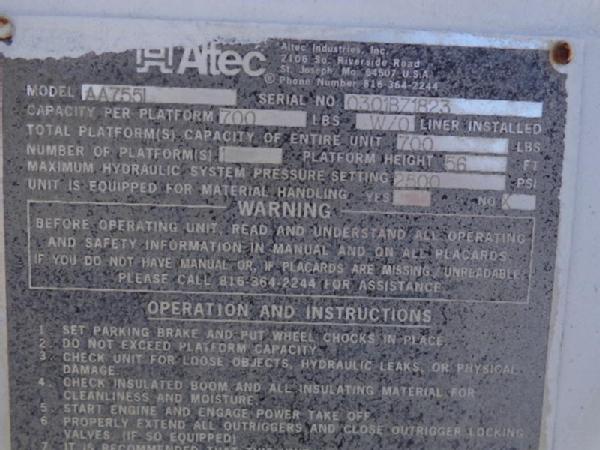 Altec
Altec Industries, Inc.
2106 So. Riverside Road
St. Joseph, Mo. 64507 U.S.A.
® Phone Number: 816-364-2244
MODEL AA755L SERIAL NO 0301B71823
CAPACITY PER PLATFORM 700 LBS W/O LINER INSTALLED
TOTAL PLATFORM(S) CAPACITY OF ENTIRE UNIT 700 LBS
NUMBER OF PLATFORM(S) 1 PLATFORM HEIGHT 56 FT
MAXIMUM HYDRAULIC SYSTEM PRESSURE SETTING 2500 PSI
UNIT IS EQUIPPED FOR MATERIAL HANDLING YES NO X
WARNING
BEFORE OPERATING UNIT, READ AND UNDERSTAND ALL OPERATING
AND SAFETY INFORMATION IN MANUAL AND ON ALL PLACARDS.
IF YOU DO NOT HAVE MANUAL OR, IF PLACARDS ARE MISSING/UNREADABLE,
PLEASE CALL 816-364-2244 FOR ASSISTANCE.
OPERATION AND INSTRUCTIONS
1. SET PARKING BRAKE AND PUT WHEEL CHOCKS IN PLACE.
2. DO NOT EXCEED PLATFORM CAPACITY.
3. CHECK UNIT FOR LOOSE OBJECTS, HYDRAULIC LEAKS, OR PHYSICAL
DAMAGE.
4. CHECK INSULATED BOOM AND ALL INSULATING MATERIAL FOR
CLEANLINESS AND MOISTURE.
5. START ENGINE AND ENGAGE POWER TAKE OFF.
6. PROPERLY EXTEND ALL OUTRIGGERS AND CLOSE OUTRIGGER LOCKING
VALVES. (IF SO EQUIPPED)
7. IT IS RECOMMENDED THAT